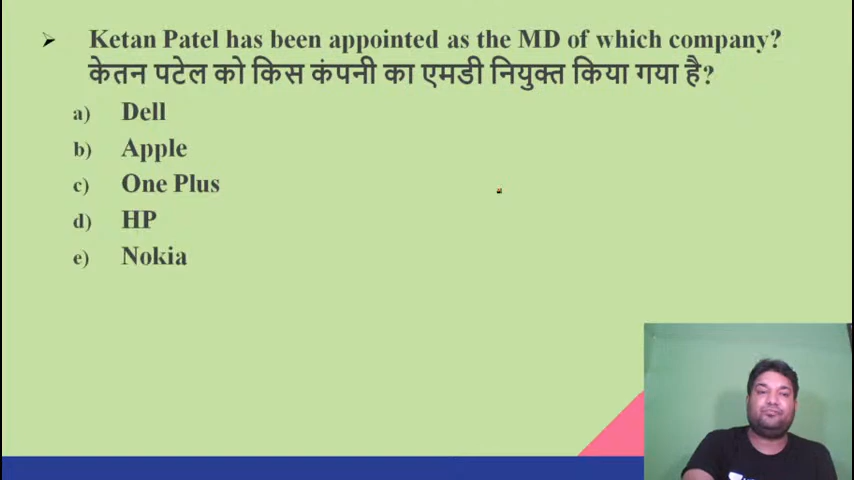 Ketan Patel has been appointed as the MD of which company?
केतन पटेल को किस कंपनी का एमडी नियुक्त किया गया है?
a) Dell
b) Apple
c) One Plus
d) HP
e) Nokia